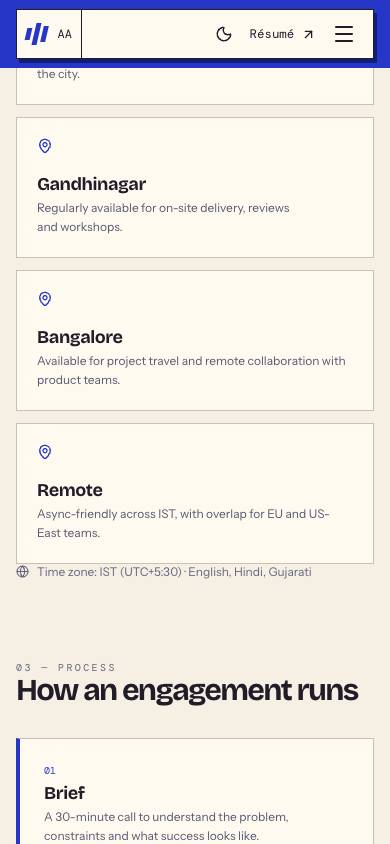 AA
Résumé
the city.
Gandhinagar
Regularly available for on-site delivery, reviews
and workshops.
Bangalore
Available for project travel and remote collaboration with
product teams.
Remote
Async-friendly across IST, with overlap for EU and US-
East teams.
Time zone: IST (UTC+5:30) · English, Hindi, Gujarati
03 — PROCESS
How an engagement runs
01
Brief
A 30-minute call to understand the problem,
constraints and what success looks like.